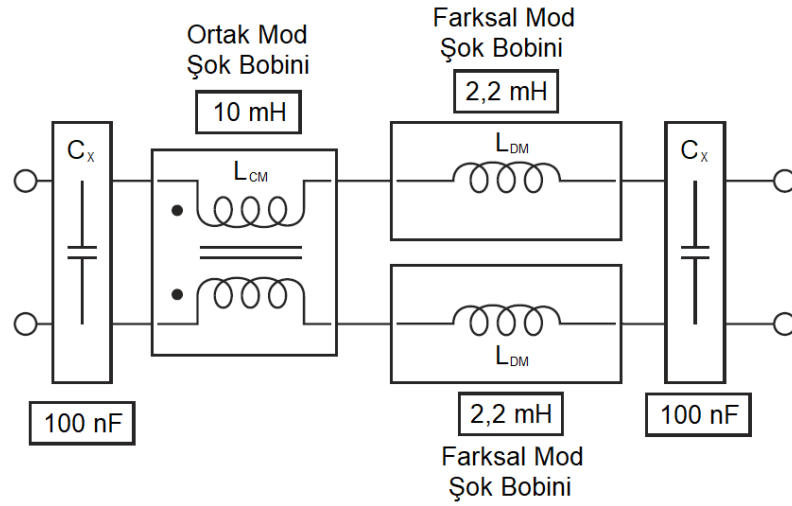 Ortak Mod
Şok Bobini
10 mH
Farksal Mod
Şok Bobini
2,2 mH
CX
LCM
LDM
CX
LDM
100 nF
2,2 mH
Farksal Mod
Şok Bobini
100 nF